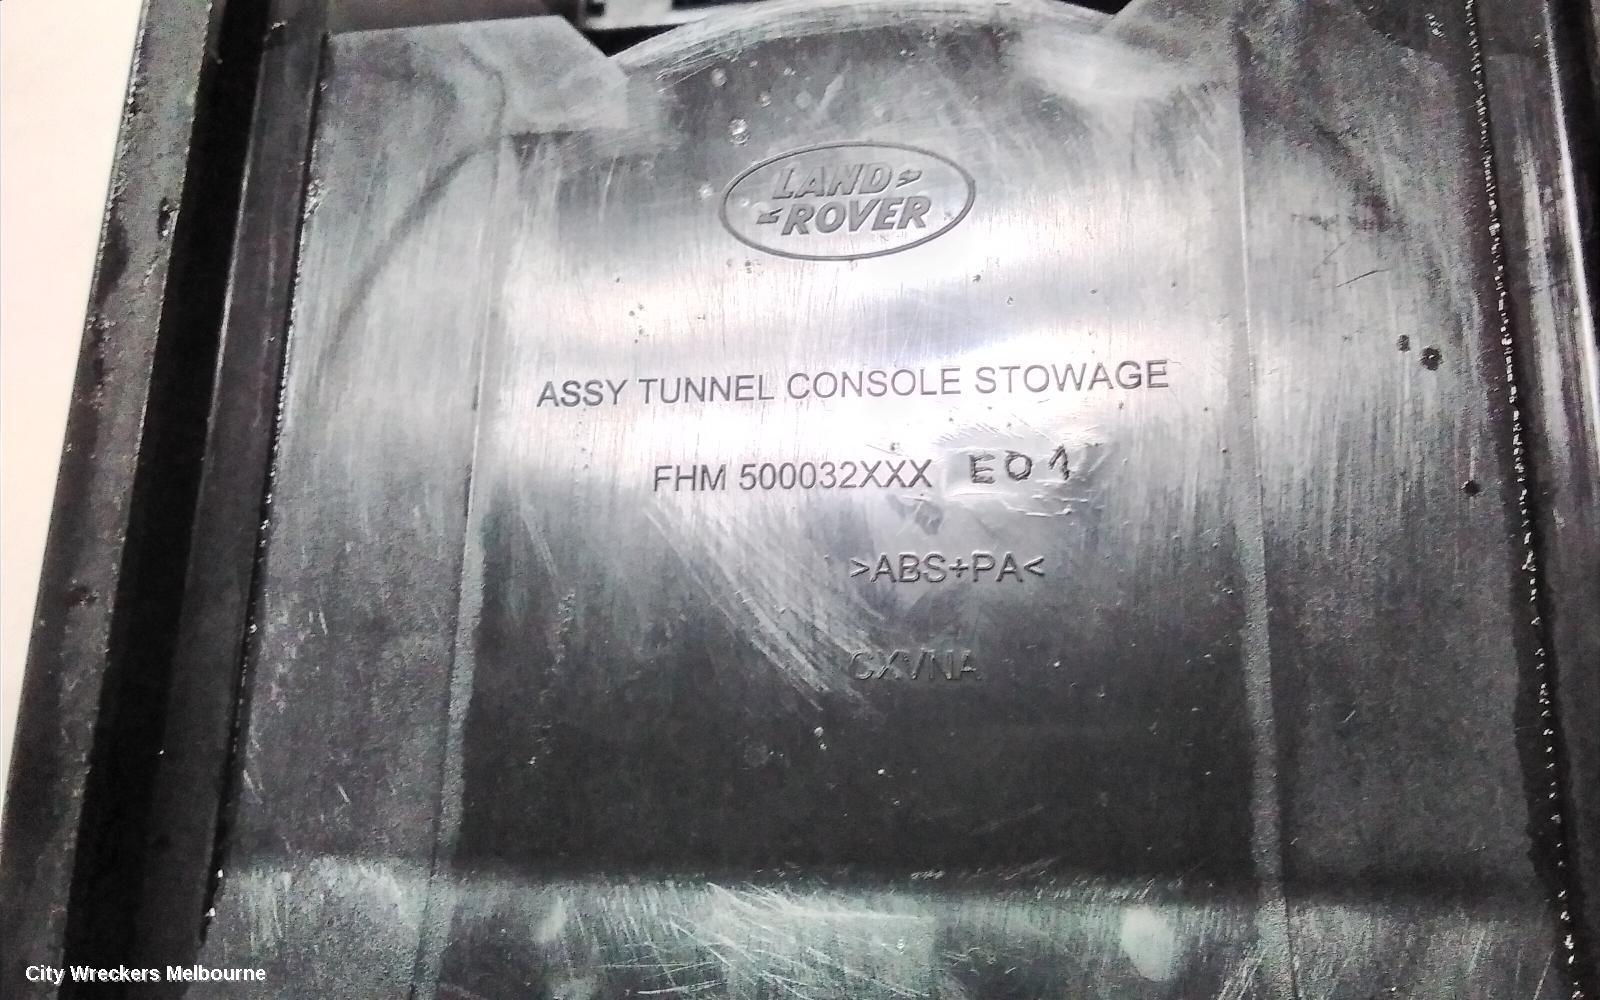 LAND
ROVER
ASSY TUNNEL CONSOLE STOWAGE
FHM 500032XXX E01
>ABS+PA<
CXVNA
City Wreckers Melbourne